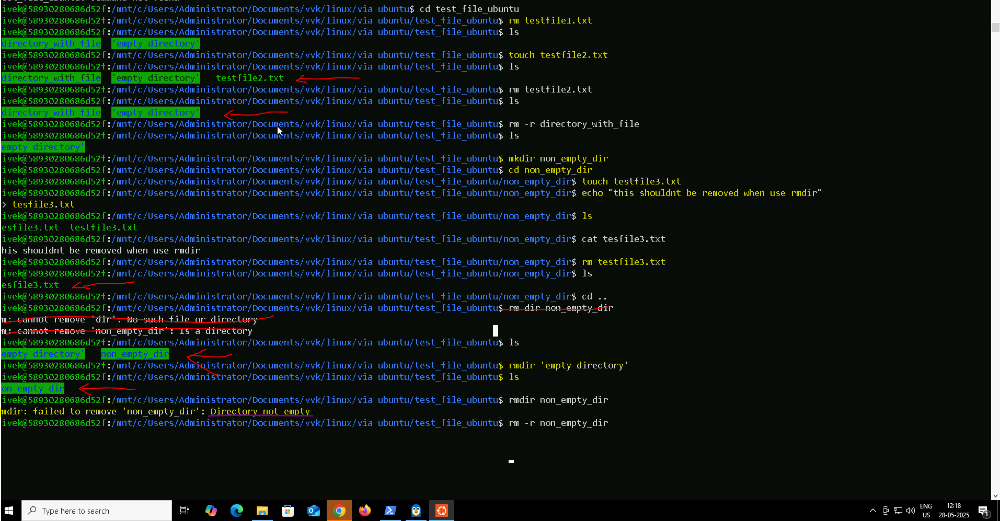 ivek@58930280686d52f:/mnt/c/Users/Administrator/Documents/vvk/linux/via ubuntu$ cd test_file_ubuntu
ivek@58930280686d52f:/mnt/c/Users/Administrator/Documents/vvk/linux/via ubuntu/test_file_ubuntu$ rm testfile1.txt
ivek@58930280686d52f:/mnt/c/Users/Administrator/Documents/vvk/linux/via ubuntu/test_file_ubuntu$ ls
directory_with_file  'empty directory'
ivek@58930280686d52f:/mnt/c/Users/Administrator/Documents/vvk/linux/via ubuntu/test_file_ubuntu$ touch testfile2.txt
ivek@58930280686d52f:/mnt/c/Users/Administrator/Documents/vvk/linux/via ubuntu/test_file_ubuntu$ ls
directory_with_file  'empty directory'   testfile2.txt
ivek@58930280686d52f:/mnt/c/Users/Administrator/Documents/vvk/linux/via ubuntu/test_file_ubuntu$ rm testfile2.txt
ivek@58930280686d52f:/mnt/c/Users/Administrator/Documents/vvk/linux/via ubuntu/test_file_ubuntu$ ls
directory_with_file  'empty directory'
ivek@58930280686d52f:/mnt/c/Users/Administrator/Documents/vvk/linux/via ubuntu/test_file_ubuntu$ rm -r directory_with_file
ivek@58930280686d52f:/mnt/c/Users/Administrator/Documents/vvk/linux/via ubuntu/test_file_ubuntu$ ls
empty directory'
ivek@58930280686d52f:/mnt/c/Users/Administrator/Documents/vvk/linux/via ubuntu/test_file_ubuntu$ mkdir non_empty_dir
ivek@58930280686d52f:/mnt/c/Users/Administrator/Documents/vvk/linux/via ubuntu/test_file_ubuntu$ cd non_empty_dir
ivek@58930280686d52f:/mnt/c/Users/Administrator/Documents/vvk/linux/via ubuntu/test_file_ubuntu/non_empty_dir$ touch testfile3.txt
ivek@58930280686d52f:/mnt/c/Users/Administrator/Documents/vvk/linux/via ubuntu/test_file_ubuntu/non_empty_dir$ echo "this shouldnt be removed when use rmdir"
> tesfile3.txt
ivek@58930280686d52f:/mnt/c/Users/Administrator/Documents/vvk/linux/via ubuntu/test_file_ubuntu/non_empty_dir$ ls
esfile3.txt  testfile3.txt
ivek@58930280686d52f:/mnt/c/Users/Administrator/Documents/vvk/linux/via ubuntu/test_file_ubuntu/non_empty_dir$ cat tesfile3.txt
his shouldnt be removed when use rmdir
ivek@58930280686d52f:/mnt/c/Users/Administrator/Documents/vvk/linux/via ubuntu/test_file_ubuntu/non_empty_dir$ rm testfile3.txt
ivek@58930280686d52f:/mnt/c/Users/Administrator/Documents/vvk/linux/via ubuntu/test_file_ubuntu/non_empty_dir$ ls
esfile3.txt
ivek@58930280686d52f:/mnt/c/Users/Administrator/Documents/vvk/linux/via ubuntu/test_file_ubuntu/non_empty_dir$ cd ..
ivek@58930280686d52f:/mnt/c/Users/Administrator/Documents/vvk/linux/via ubuntu/test_file_ubuntu$ rm dir non_empty_dir
m: cannot remove 'dir': No such file or directory
m: cannot remove 'non_empty_dir': Is a directory
ivek@58930280686d52f:/mnt/c/Users/Administrator/Documents/vvk/linux/via ubuntu/test_file_ubuntu$ ls
empty directory'   non_empty_dir
ivek@58930280686d52f:/mnt/c/Users/Administrator/Documents/vvk/linux/via ubuntu/test_file_ubuntu$ rmdir 'empty directory'
ivek@58930280686d52f:/mnt/c/Users/Administrator/Documents/vvk/linux/via ubuntu/test_file_ubuntu$ ls
on_empty_dir
ivek@58930280686d52f:/mnt/c/Users/Administrator/Documents/vvk/linux/via ubuntu/test_file_ubuntu$ rmdir non_empty_dir
mdir: failed to remove 'non_empty_dir': Directory not empty
ivek@58930280686d52f:/mnt/c/Users/Administrator/Documents/vvk/linux/via ubuntu/test_file_ubuntu$ rm -r non_empty_dir
Type here to search
ENG
US
12:18
28-05-2025
1